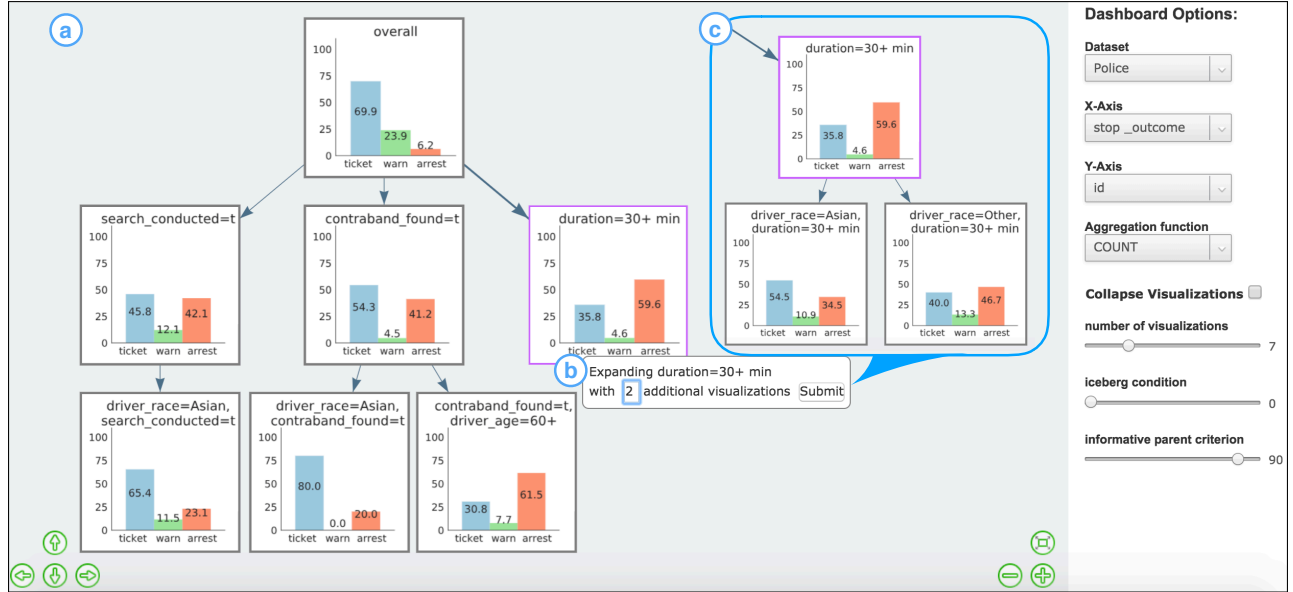 a
overall
100
75
50
25
0
69.9
23.9
6.2
ticket warn arrest
search_conducted=t
100
75
50
25
0
45.8
12.1
42.1
ticket warn arrest
contraband_found=t
100
75
50
25
0
54.3
4.5
41.2
ticket warn arrest
duration=30+ min
100
75
50
25
0
35.8
4.6
59.6
ticket warn arrest
driver_race=Asian,
search_conducted=t
100
75
50
25
0
65.4
11.5
23.1
ticket warn arrest
driver_race=Asian,
contraband_found=t
100
75
50
25
0
80.0
0.0
20.0
ticket warn arrest
contraband_found=t,
driver_age=60+
100
75
50
25
0
30.8
7.7
61.5
ticket warn arrest
b
Expanding duration=30+ min
with 2 additional visualizations Submit
c
duration=30+ min
100
75
50
25
0
35.8
4.6
59.6
ticket warn arrest
driver_race=Asian,
duration=30+ min
100
75
50
25
0
54.5
10.9
34.5
ticket warn arrest
driver_race=Other,
duration=30+ min
100
75
50
25
0
40.0
13.3
46.7
ticket warn arrest
Dashboard Options:
Dataset
Police
X-Axis
stop _outcome
Y-Axis
id
Aggregation function
COUNT
Collapse Visualizations
number of visualizations
7
iceberg condition
0
informative parent criterion
90